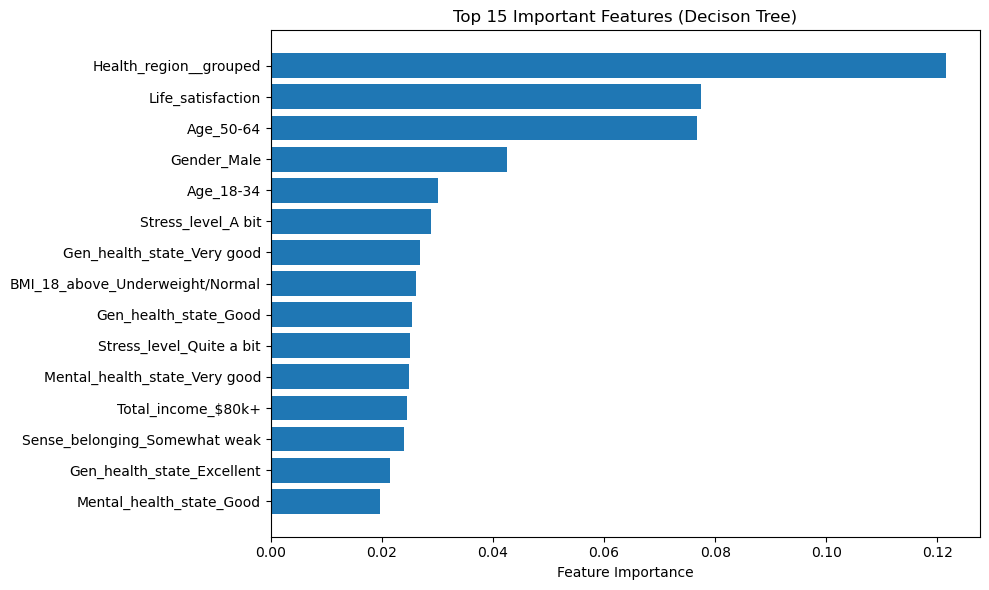 Top 15 Important Features (Decison Tree)
Health_region__grouped
Life_satisfaction
Age_50-64
Gender_Male
Age_18-34
Stress_level_A bit
Gen_health_state_Very good
BMI_18_above_Underweight/Normal
Gen_health_state_Good
Stress_level_Quite a bit
Mental_health_state_Very good
Total_income_$80k+
Sense_belonging_Somewhat weak
Gen_health_state_Excellent
Mental_health_state_Good
0.00 0.02 0.04 0.06 0.08 0.10 0.12
Feature Importance